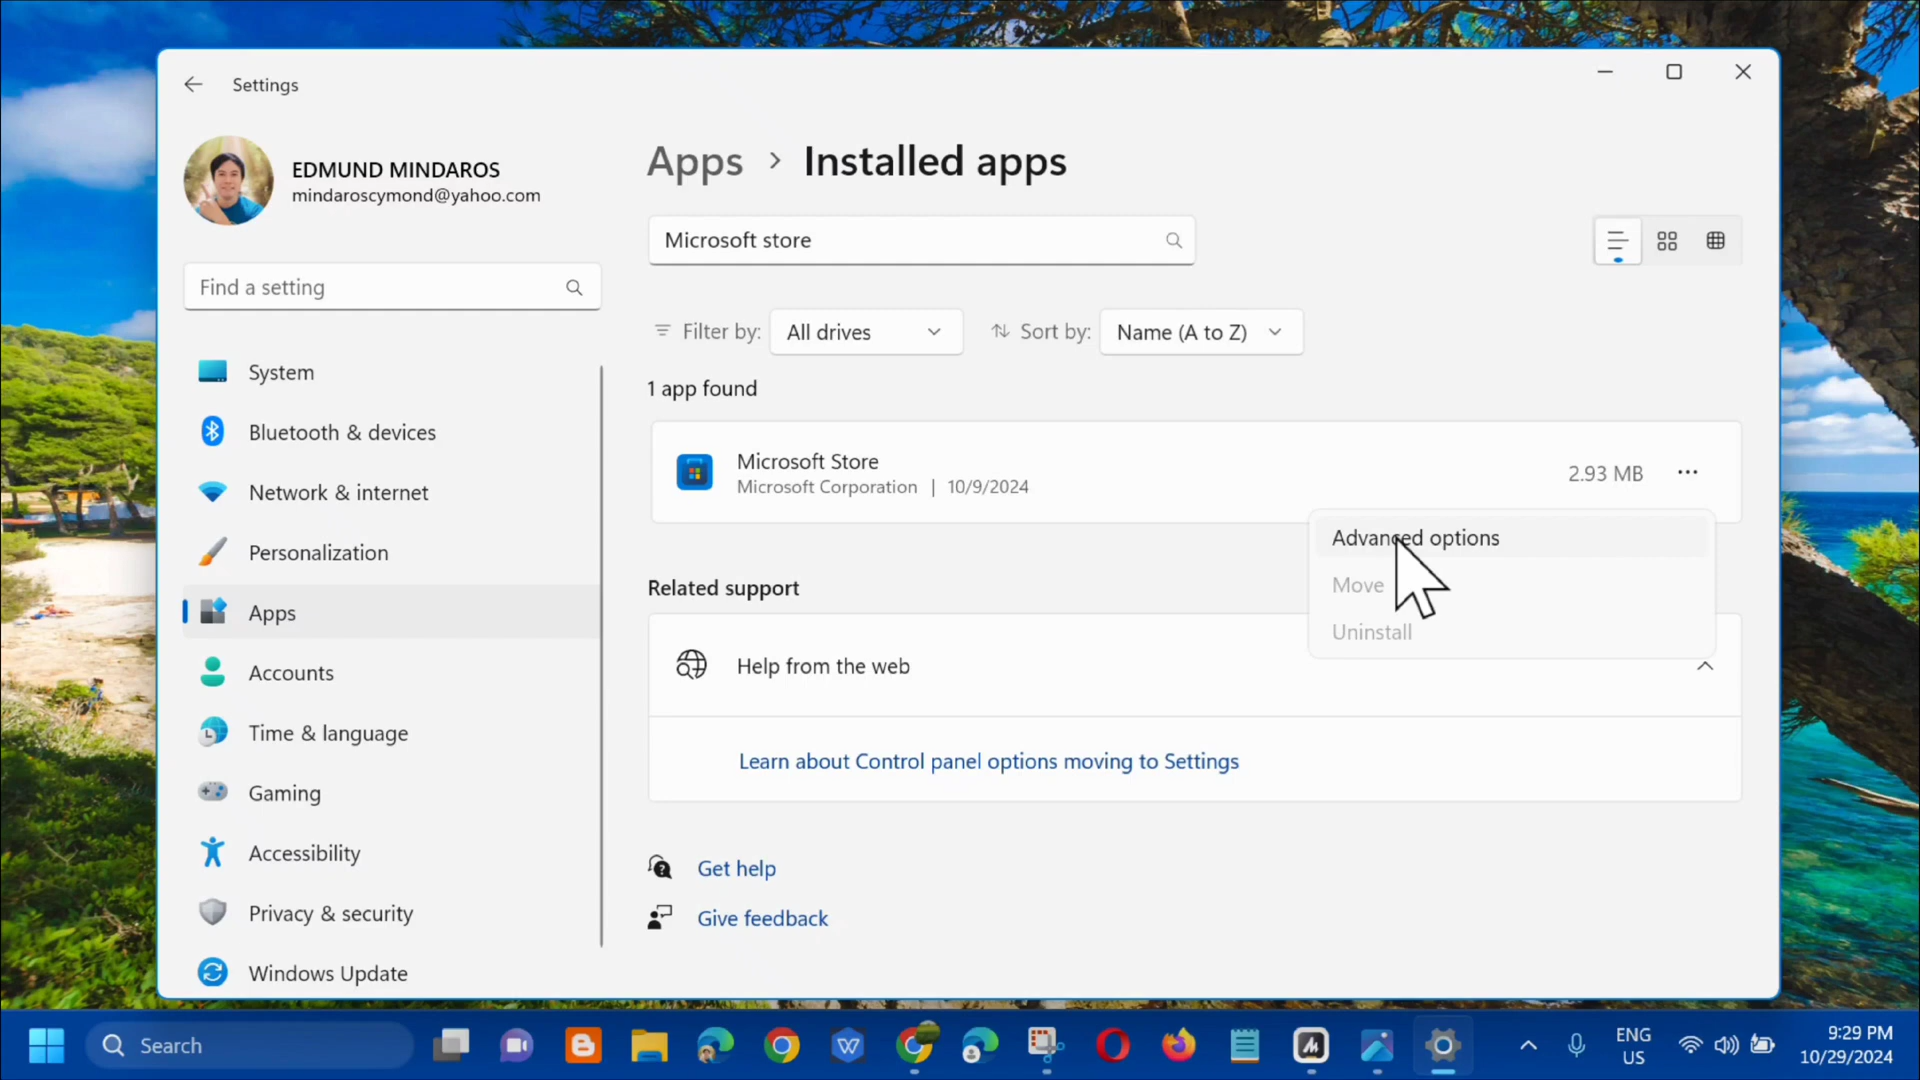 Settings
EDMUND MINDAROS
mindaroscymond@yahoo.com
Find a setting
System
Bluetooth & devices
Network & internet
Personalization
Apps
Accounts
Time & language
Gaming
Accessibility
Privacy & security
Windows Update
Apps > Installed apps
Microsoft store
Filter by: All drives
Sort by: Name (A to Z)
1 app found
Microsoft Store
Microsoft Corporation | 10/9/2024
2.93 MB
Advanced options
Move
Uninstall
Related support
Help from the web
Learn about Control panel options moving to Settings
Get help
Give feedback
Search
ENG
US
9:29 PM
10/29/2024